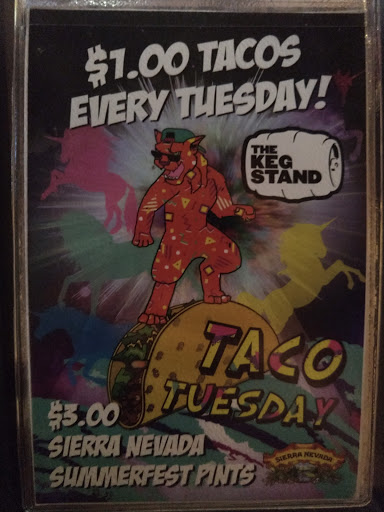 $1.00 TACOS
EVERY TUESDAY!
THE
KEG
STAND
TACO
TUESDAY
$3.00
SIERRA NEVADA
SUMMERFEST PINTS
SIERRA NEVADA